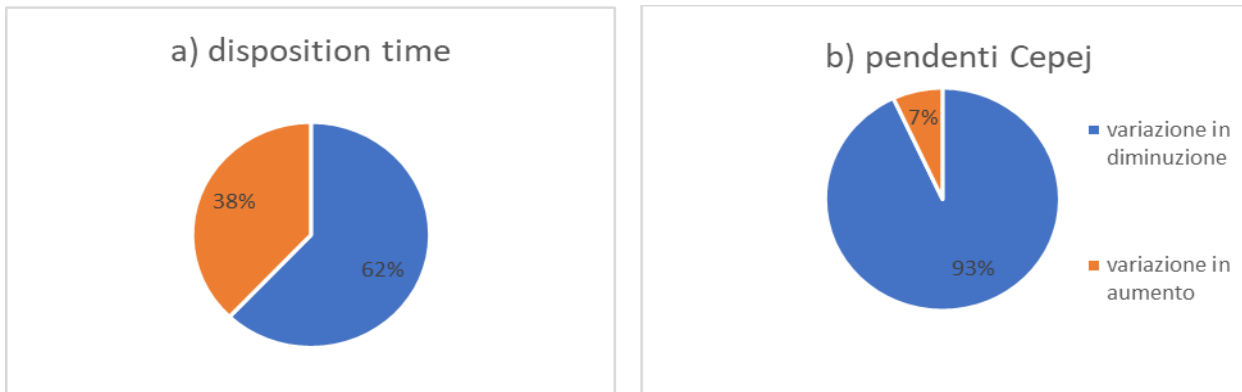 a) disposition time
38%
62%
b) pendenti Cepej
7%
93%
variazione in
diminuzione
variazione in
aumento